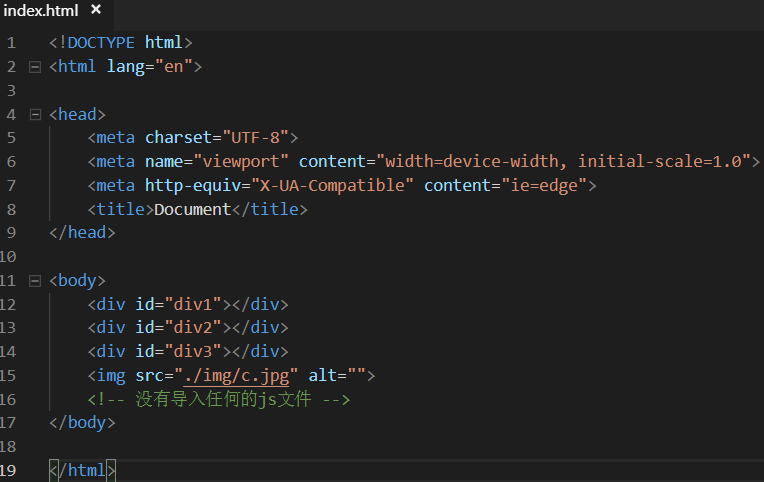 index.html ×
1 <!DOCTYPE html>
2 <html lang="en">
3
4 <head>
5 <meta charset="UTF-8">
6 <meta name="viewport" content="width=device-width, initial-scale=1.0">
7 <meta http-equiv="X-UA-Compatible" content="ie=edge">
8 <title>Document</title>
9 </head>
10
11 <body>
12 <div id="div1"></div>
13 <div id="div2"></div>
14 <div id="div3"></div>
15 <img src="./img/c.jpg" alt="">
16 <!-- 没有导入任何的js文件 -->
17 </body>
18
19 </html>